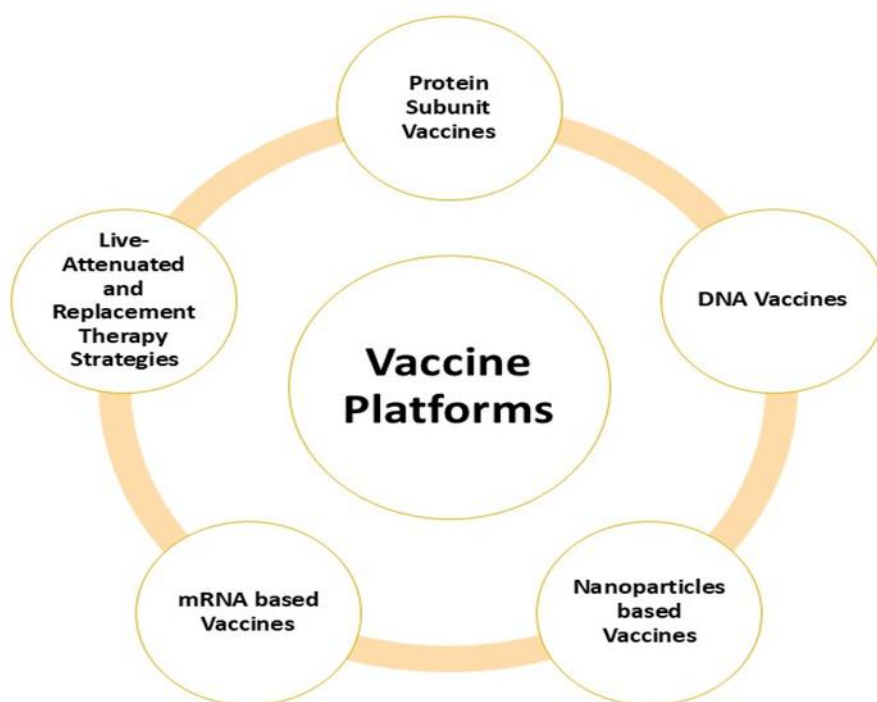 Protein
Subunit
Vaccines
Live-
Attenuated
and
Replacement
Therapy
Strategies
DNA Vaccines
Vaccine
Platforms
mRNA based
Vaccines
Nanoparticles
based
Vaccines